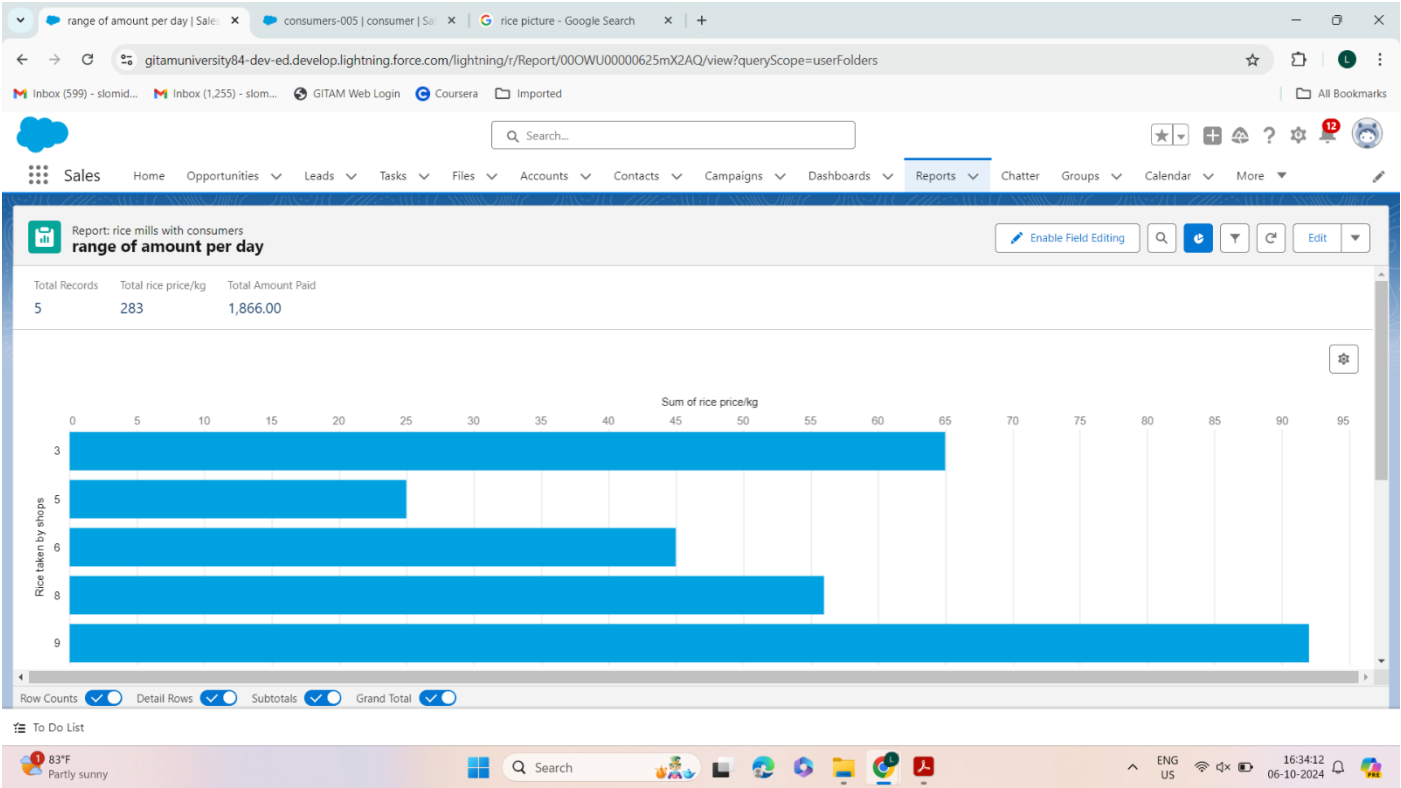 range of amount per day | Sales
consumers-005 | consumer | Sal
rice picture - Google Search
gitamuniversity84-dev-ed.develop.lightning.force.com/lightning/r/Report/00OWU00000625mX2AQ/view?queryScope=userFolders
L
Inbox (599) - slomid... Inbox (1,255) - slom... GITAM Web Login Coursera Imported All Bookmarks
Search...
12
Sales Home Opportunities Leads Tasks Files Accounts Contacts Campaigns Dashboards Reports Chatter Groups Calendar More
Report: rice mills with consumers
range of amount per day
Enable Field Editing Edit
Total Records Total rice price/kg Total Amount Paid
5 283 1,866.00
Sum of rice price/kg
0 5 10 15 20 25 30 35 40 45 50 55 60 65 70 75 80 85 90 95
Rice taken by shops
3
5
6
8
9
Row Counts Detail Rows Subtotals Grand Total
To Do List
1
83°F
Partly sunny
Search
L
ENG
US
16:34:12
06-10-2024
PRE